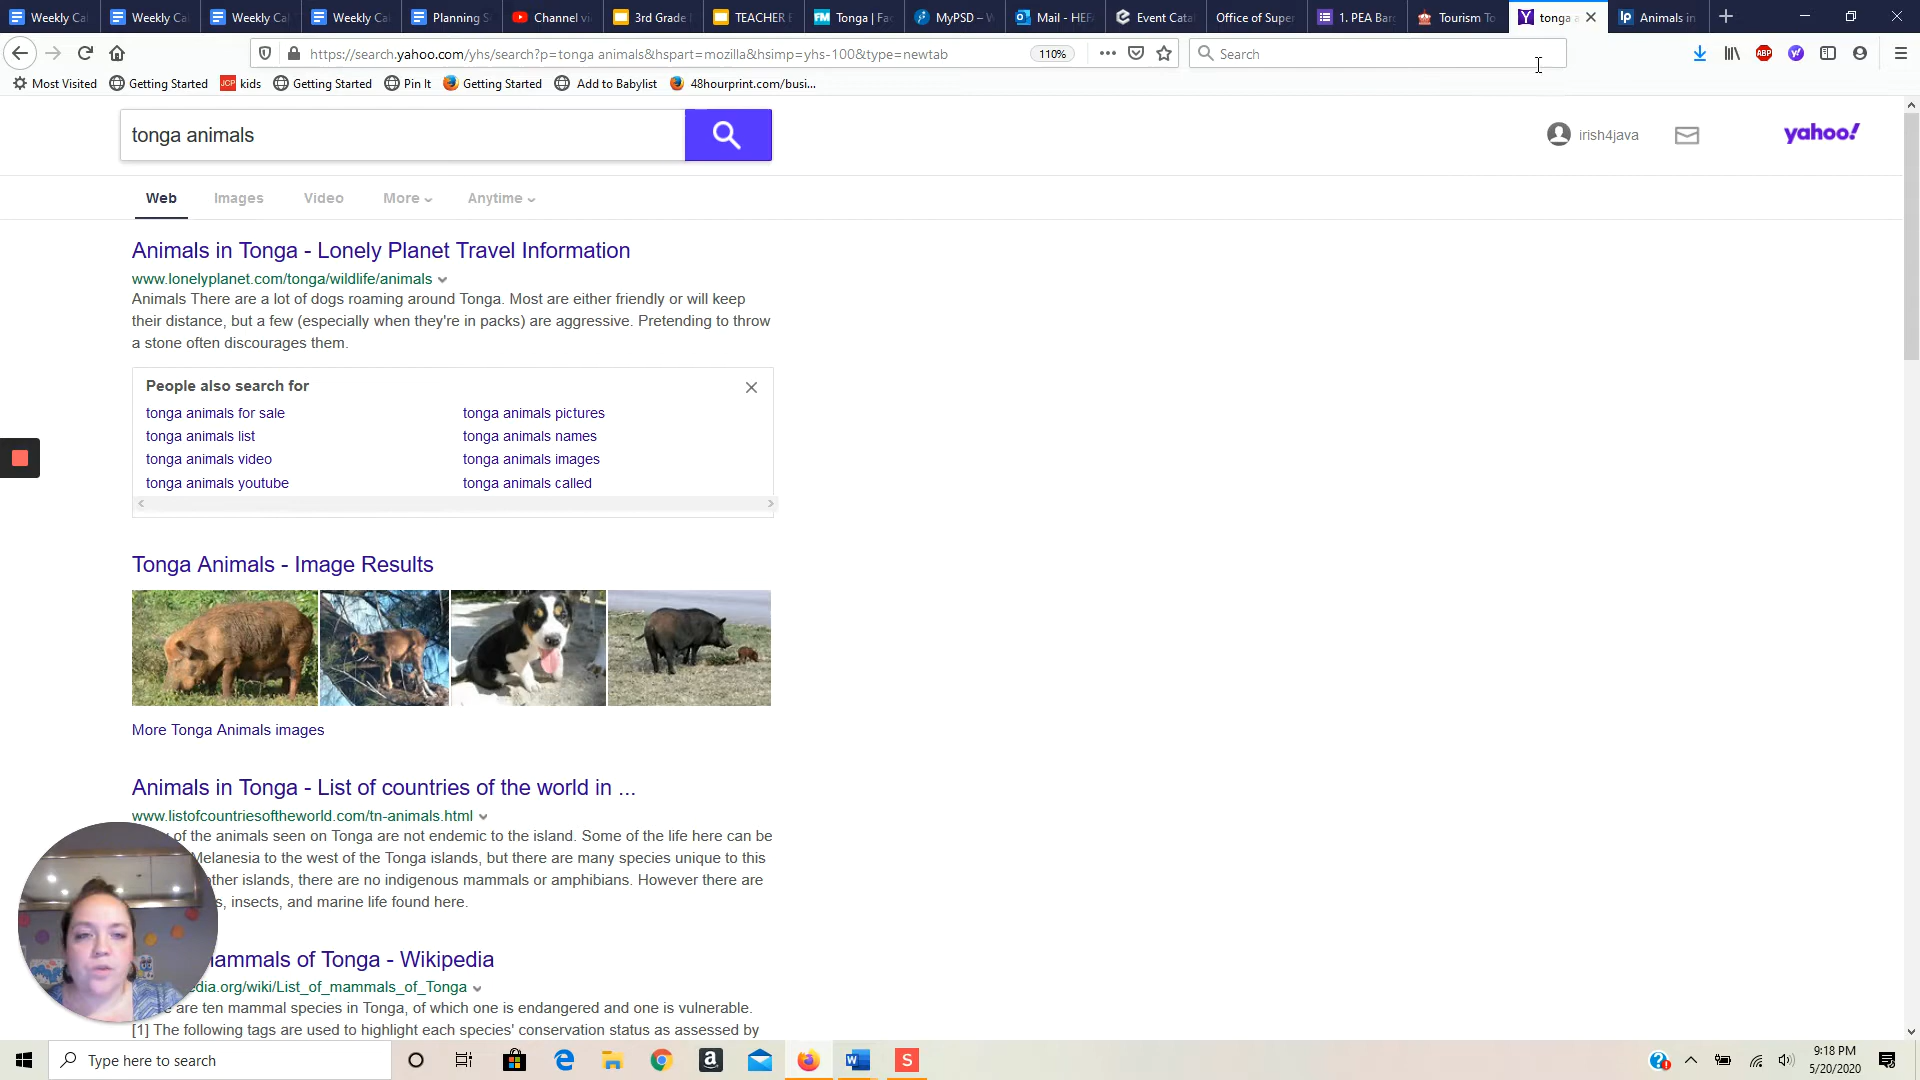 Weekly Cal
Weekly Cal
Weekly Cal
Weekly Cal
Planning S
Channel vi
3rd Grade
TEACHER E
FM Tonga | Fac
MyPSD – W
Mail - HEF
Event Catal
Office of Super
1. PEA Bar
Tourism To
tonga a
lp Animals in
https://search.yahoo.com/yhs/search?p=tonga animals&hspart=mozilla&hsimp=yhs-100&type=newtab
110%
Search
ABP
Most Visited
Getting Started
JCP kids
Getting Started
Pin It
Getting Started
Add to Babylist
48hourprint.com/busi...
tonga animals
irish4java
yahoo!
Web
Images
Video
More
Anytime
Animals in Tonga - Lonely Planet Travel Information
www.lonelyplanet.com/tonga/wildlife/animals
Animals There are a lot of dogs roaming around Tonga. Most are either friendly or will keep
their distance, but a few (especially when they're in packs) are aggressive. Pretending to throw
a stone often discourages them.
People also search for
tonga animals for sale
tonga animals pictures
tonga animals list
tonga animals names
tonga animals video
tonga animals images
tonga animals youtube
tonga animals called
Tonga Animals - Image Results
More Tonga Animals images
Animals in Tonga - List of countries of the world in ...
www.listofcountriesoftheworld.com/tn-animals.html
of the animals seen on Tonga are not endemic to the island. Some of the life here can be
Melanesia to the west of the Tonga islands, but there are many species unique to this
other islands, there are no indigenous mammals or amphibians. However there are
s, insects, and marine life found here.
ammals of Tonga - Wikipedia
edia.org/wiki/List_of_mammals_of_Tonga
are ten mammal species in Tonga, of which one is endangered and one is vulnerable.
[1] The following tags are used to highlight each species' conservation status as assessed by
Type here to search
9:18 PM
5/20/2020